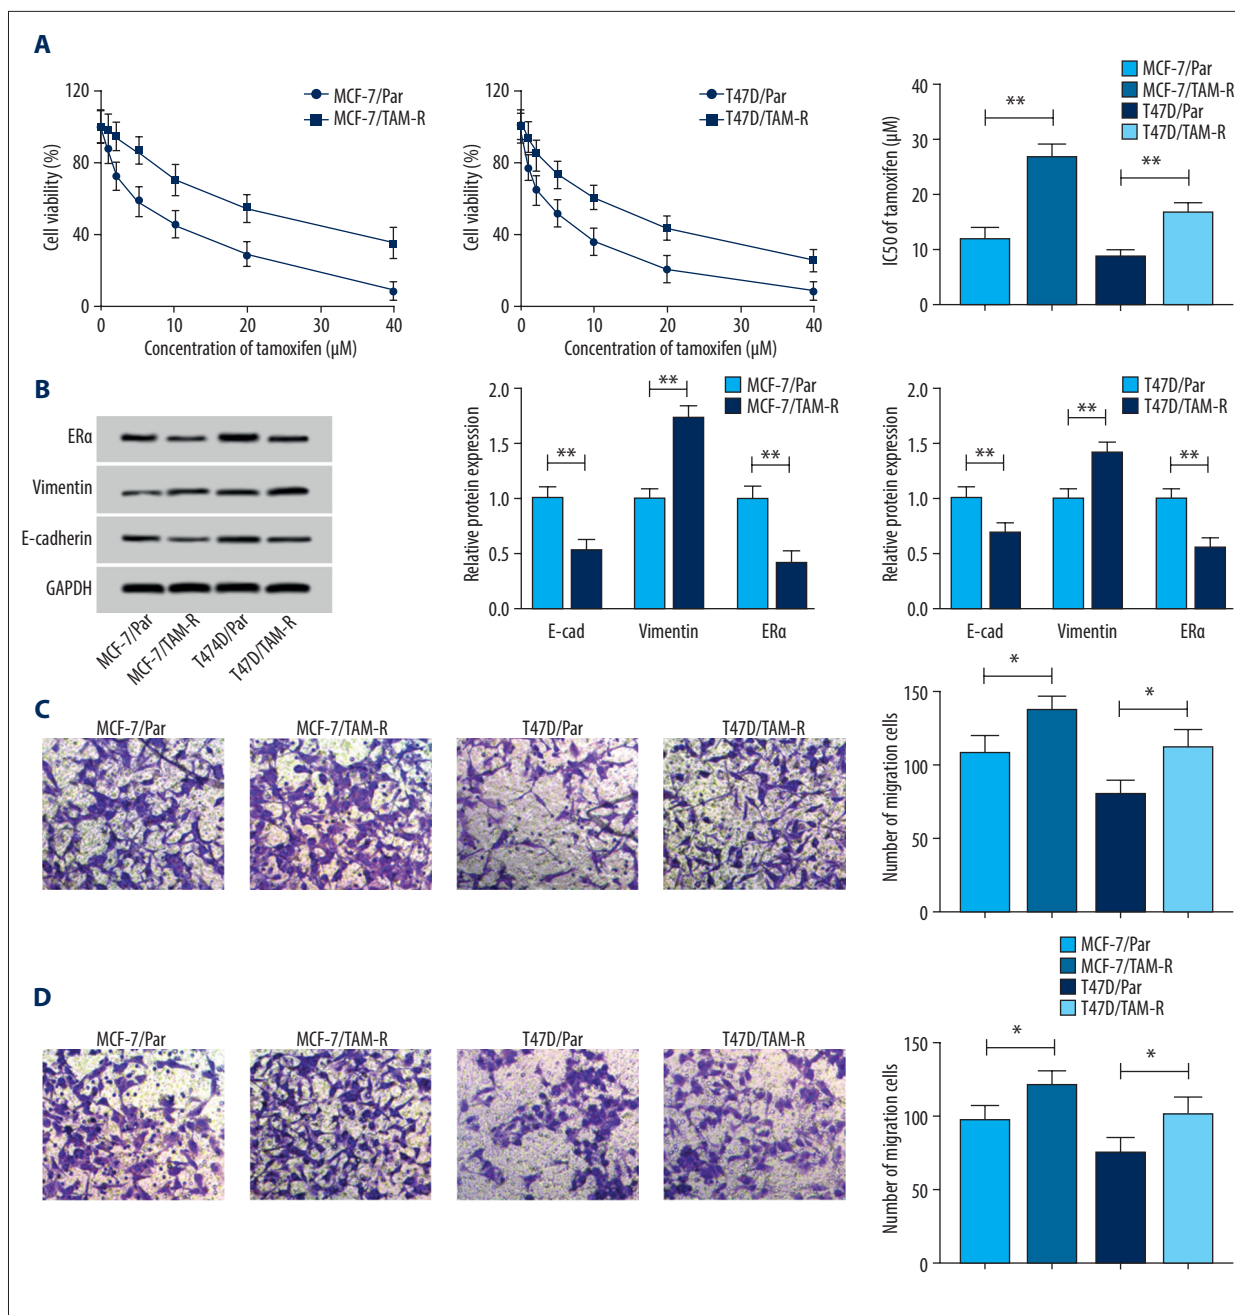 A
120
80
40
0
Cell viability (%)
0 10 20 30 40
Concentration of tamoxifen (µM)
MCF-7/Par
MCF-7/TAM-R
120
80
40
0
Cell viability (%)
0 10 20 30 40
Concentration of tamoxifen (µM)
T47D/Par
T47D/TAM-R
40
30
20
10
0
IC50 of tamoxifen (µM)
** **
MCF-7/Par
MCF-7/TAM-R
T47D/Par
T47D/TAM-R
B
ERα
Vimentin
E-cadherin
GAPDH
MCF-7/Par
MCF-7/TAM-R
T474D/Par
T47D/TAM-R
2.0
1.5
1.0
0.5
0.0
Relative protein expression
** ** **
E-cad Vimentin ERα
MCF-7/Par
MCF-7/TAM-R
2.0
1.5
1.0
0.5
0.0
Relative protein expression
** ** **
E-cad Vimentin ERα
T47D/Par
T47D/TAM-R
C
MCF-7/Par MCF-7/TAM-R T47D/Par T47D/TAM-R
150
100
50
0
Number of migration cells
* *
MCF-7/Par
MCF-7/TAM-R
T47D/Par
T47D/TAM-R
D
MCF-7/Par MCF-7/TAM-R T47D/Par T47D/TAM-R
150
100
50
0
Number of migration cells
* *